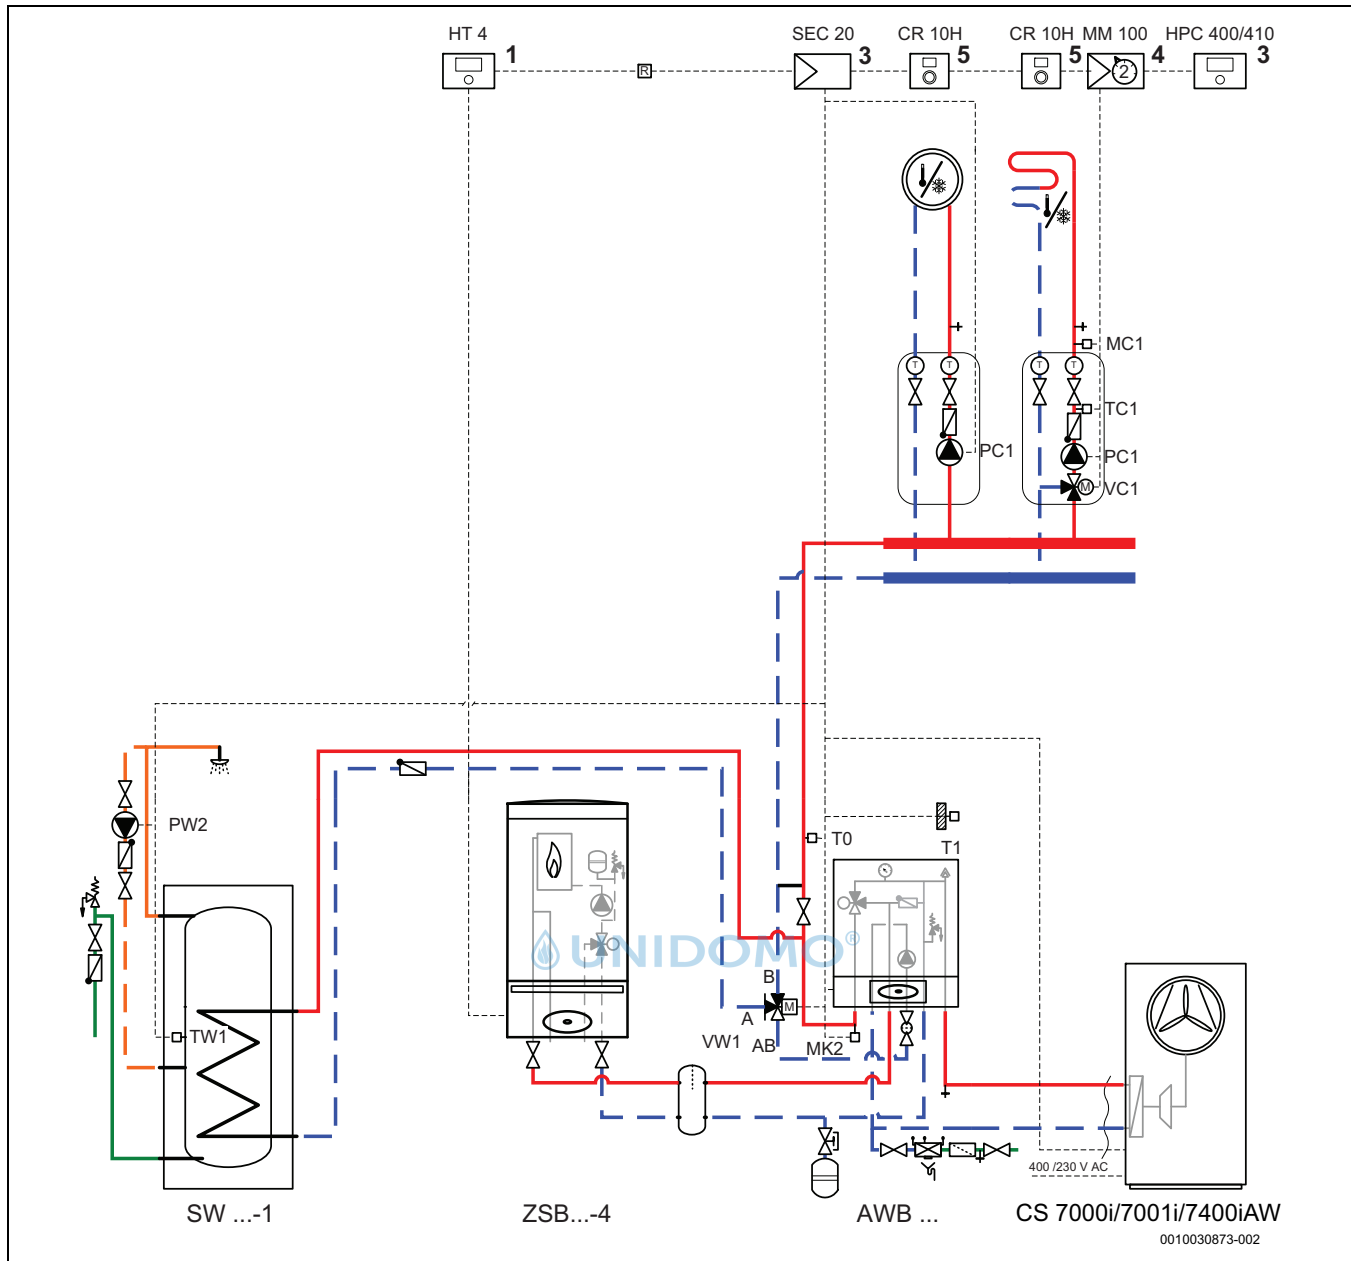 HT 4
SEC 20
CR 10H
CR 10H
MM 100
HPC 400/410
1
R
3
5
5
2
4
3
MC1
T
T
T
T
TC1
PC1
PC1
M
VC1
PW2
T0
T1
UNIDOMO®
B
M
A
TW1
VW1
AB
MK2
400 /230 V AC
SW ...-1
ZSB...-4
AWB ...
CS 7000i/7001i/7400iAW
0010030873-002